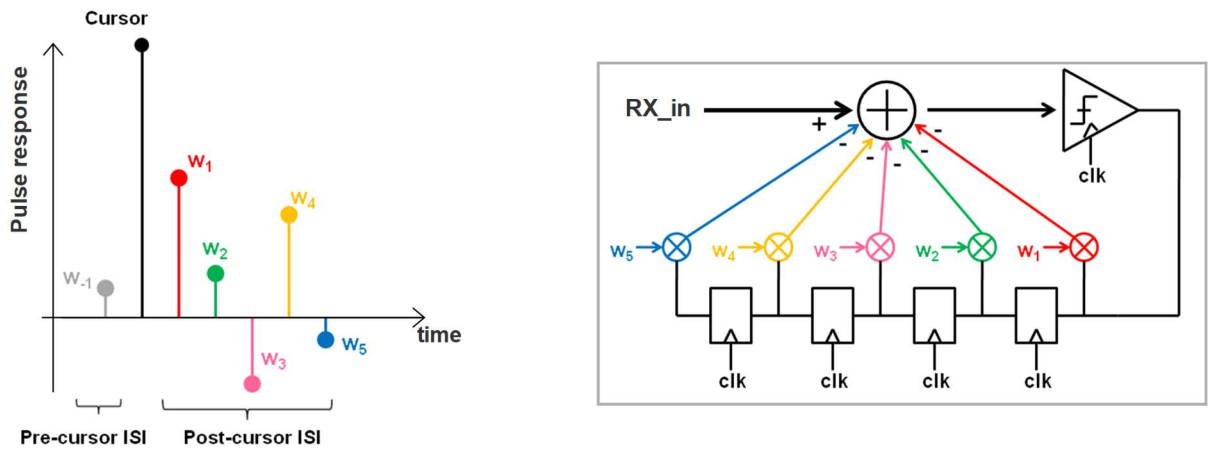 Cursor
Pulse response
w-1
w1
w2
w3
w4
w5
time
Pre-cursor ISI
Post-cursor ISI
RX_in
+
-
-
-
-
-
clk
w5
w4
w3
w2
w1
clk
clk
clk
clk